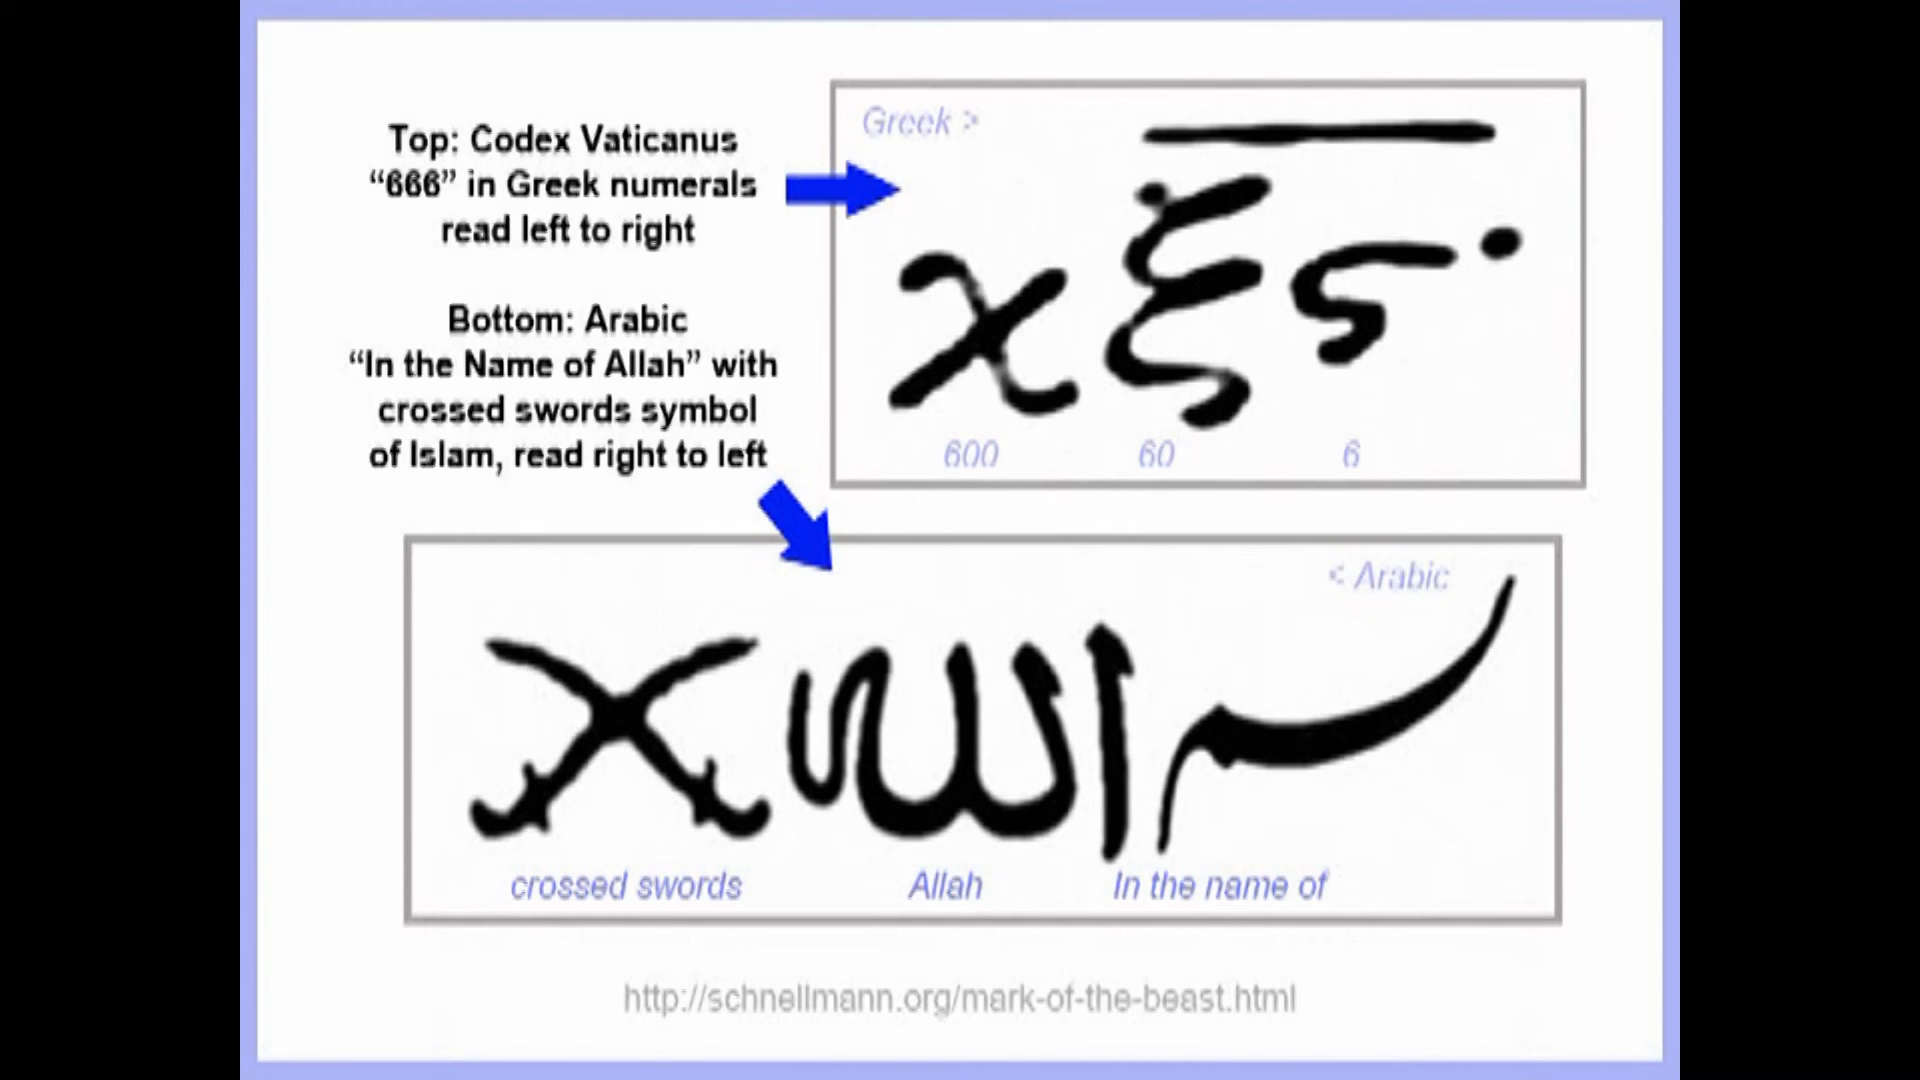 Top: Codex Vaticanus
“666” in Greek numerals
read left to right
Bottom: Arabic
“In the Name of Allah” with
crossed swords symbol
of Islam, read right to left
Greek >
χξς
600 60 6
< Arabic
الله
crossed swords Allah In the name of
http://schnellmann.org/mark-of-the-beast.html